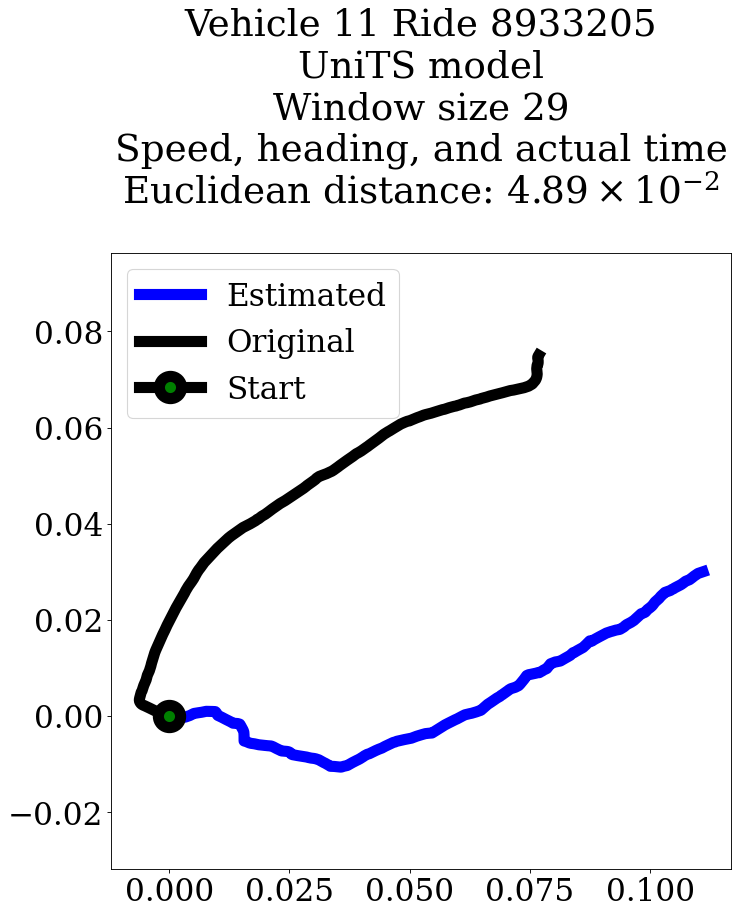 Vehicle 11 Ride 8933205
UniTS model
Window size 29
Speed, heading, and actual time
Euclidean distance: 4.89 × 10⁻²
Estimated
Original
Start
0.08
0.06
0.04
0.02
0.00
−0.02
0.000 0.025 0.050 0.075 0.100